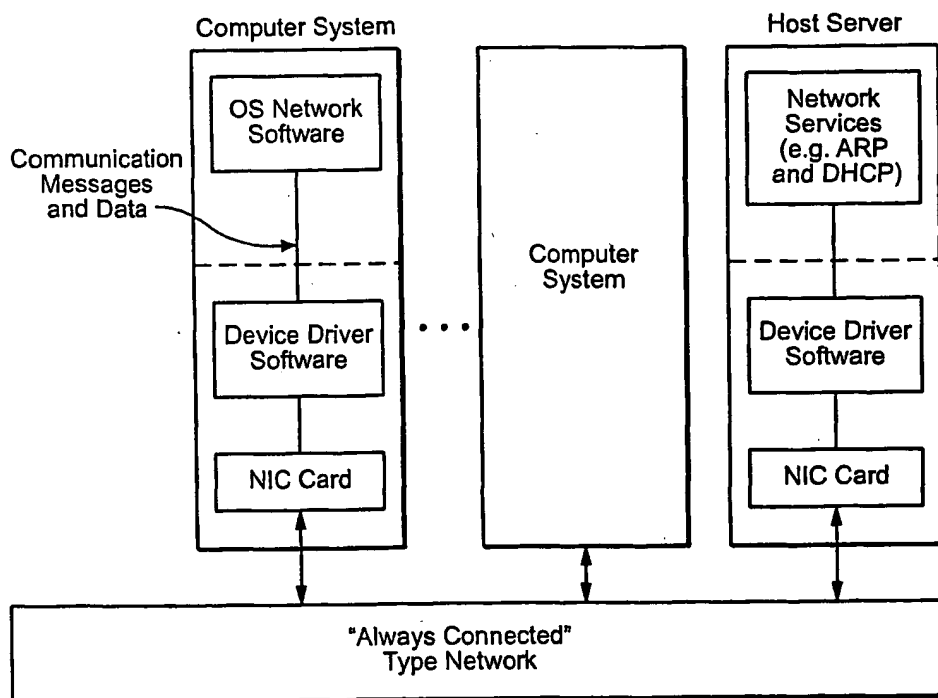 Computer System
OS Network
Software
Communication
Messages
and Data
Device Driver
Software
NIC Card
Computer
System
Host Server
Network
Services
(e.g. ARP
and DHCP)
Device Driver
Software
NIC Card
"Always Connected"
Type Network